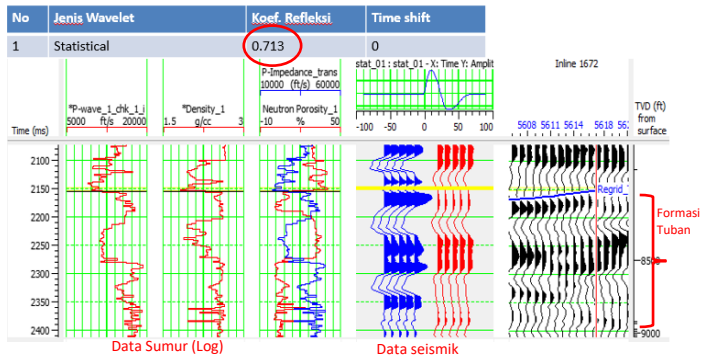 No Jenis Wavelet Koef. Refleksi Time shift
1 Statistical 0.713 0
stat_01 : stat_01 - X: Time Y: Amplit Inline 1672
P-Impedance_trans
10000 (ft/s) 60000
*P-wave_1_chk_1_i *Density_1 Neutron Porosity_1
5000 ft/s 20000 1.5 g/cc 3 -10 % 50
-100 -50 0 50 100
5608 5611 5614 5618
TVD (ft)
from
surface
Time (ms)
2100
2150
Regrid_
2200
Formasi
Tuban
2250
2300
2350
2400
9000
Data Sumur (Log) Data seismik